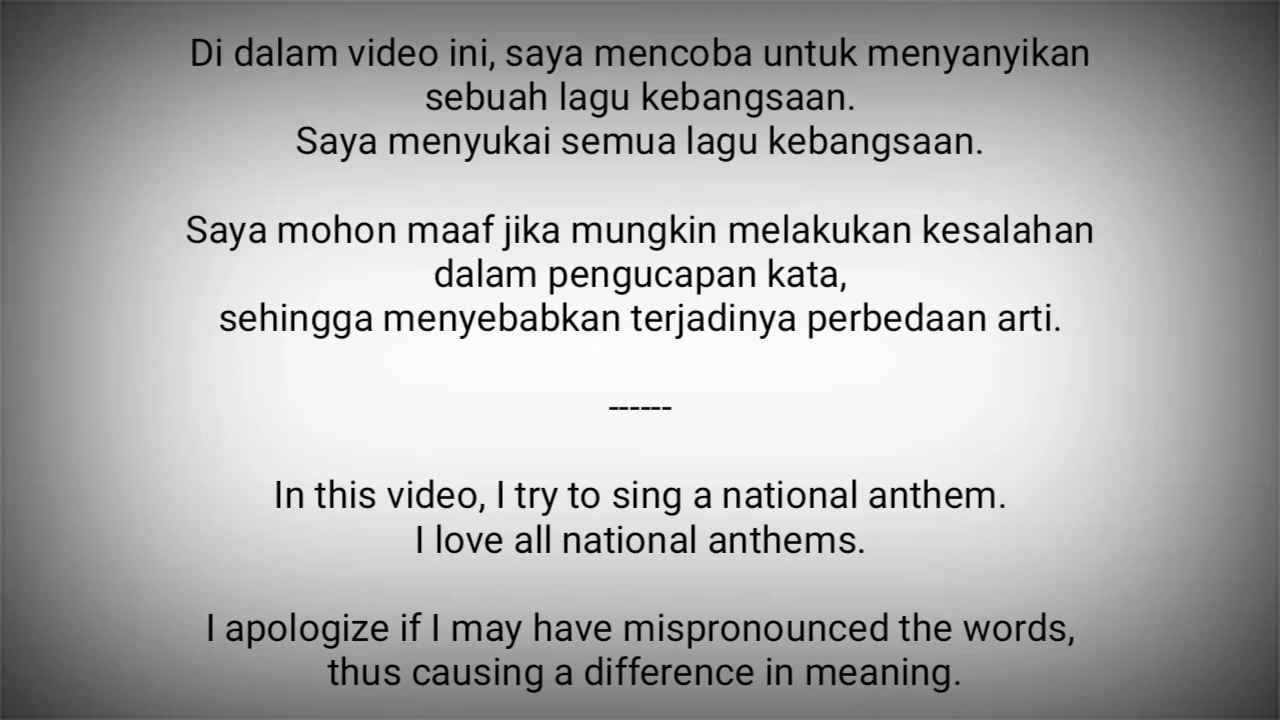 Di dalam video ini, saya mencoba untuk menyanyikan
sebuah lagu kebangsaan.
Saya menyukai semua lagu kebangsaan.
Saya mohon maaf jika mungkin melakukan kesalahan
dalam pengucapan kata,
sehingga menyebabkan terjadinya perbedaan arti.
------
In this video, I try to sing a national anthem.
I love all national anthems.
I apologize if I may have mispronounced the words,
thus causing a difference in meaning.